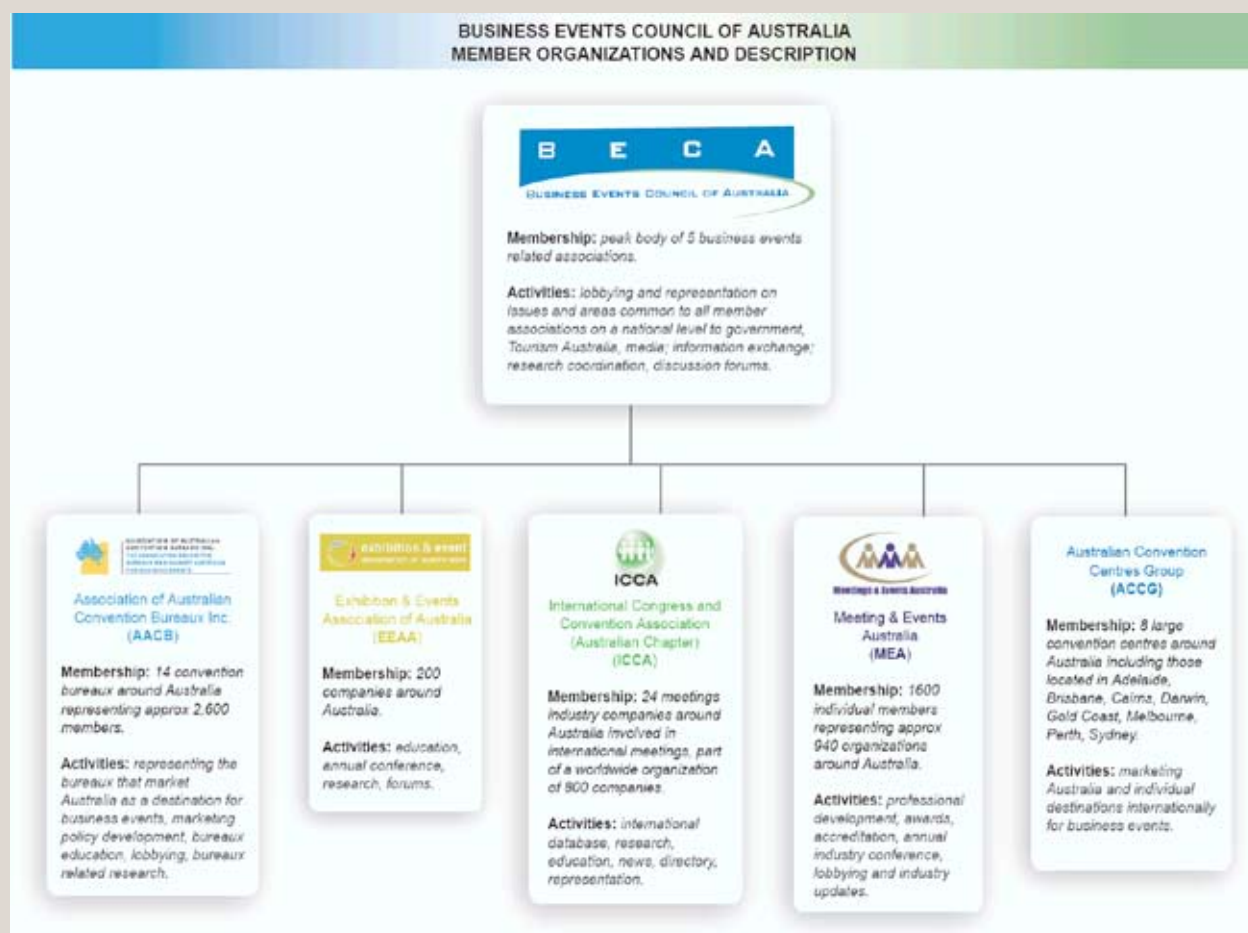 BUSINESS EVENTS COUNCIL OF AUSTRALIA
MEMBER ORGANIZATIONS AND DESCRIPTION
B E C A
BUSINESS EVENTS COUNCIL OF AUSTRALIA
Membership: peak body of 5 business events
related associations.
Activities: lobbying and representation on
issues and areas common to all member
associations on a national level to government,
Tourism Australia, media; information exchange;
research coordination, discussion forums.
Association of Australian
Convention Bureaux Inc.
(AACB)
Membership: 14 convention
bureaux around Australia
representing approx 2,600
members.
Activities: representing the
bureaux that market
Australia as a destination for
business events, marketing
policy development, bureaux
education, lobbying, bureaux
related research.
exhibition & event
Exhibition & Events
Association of Australia
(EEAA)
Membership: 200
companies around
Australia.
Activities: education,
annual conference,
research, forums.
ICCA
International Congress and
Convention Association
(Australian Chapter)
(ICCA)
Membership: 24 meetings
industry companies around
Australia involved in
international meetings, part
of a worldwide organization
of 800 companies.
Activities: international
database, research,
education, news, directory,
representation.
Meetings & Events Australia
Meeting & Events
Australia
(MEA)
Membership: 1600
individual members
representing approx
940 organizations
around Australia.
Activities: professional
development, awards,
accreditation, annual
industry conference,
lobbying and industry
updates.
Australian Convention
Centres Group
(ACCG)
Membership: 8 large
convention centres around
Australia including those
located in Adelaide,
Brisbane, Cairns, Darwin,
Gold Coast, Melbourne,
Perth, Sydney.
Activities: marketing
Australia and individual
destinations internationally
for business events.